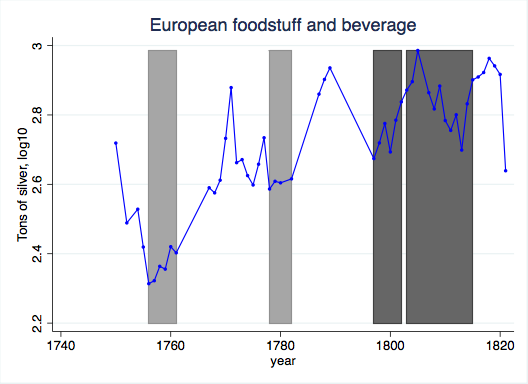 European foodstuff and beverage
Tons of silver, log10
3
2.8
2.6
2.4
2.2
1740 1760 1780 1800 1820
year